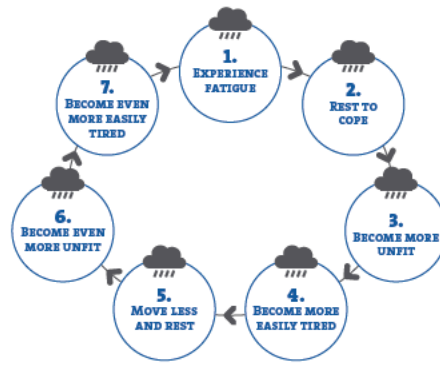 1.
EXPERIENCE
FATIGUE
2.
REST TO
COPE
3.
BECOME MORE
UNFIT
4.
BECOME MORE
EASILY TIRED
5.
MOVE LESS
AND REST
6.
BECOME EVEN
MORE UNFIT
7.
BECOME EVEN
MORE EASILY
TIRED